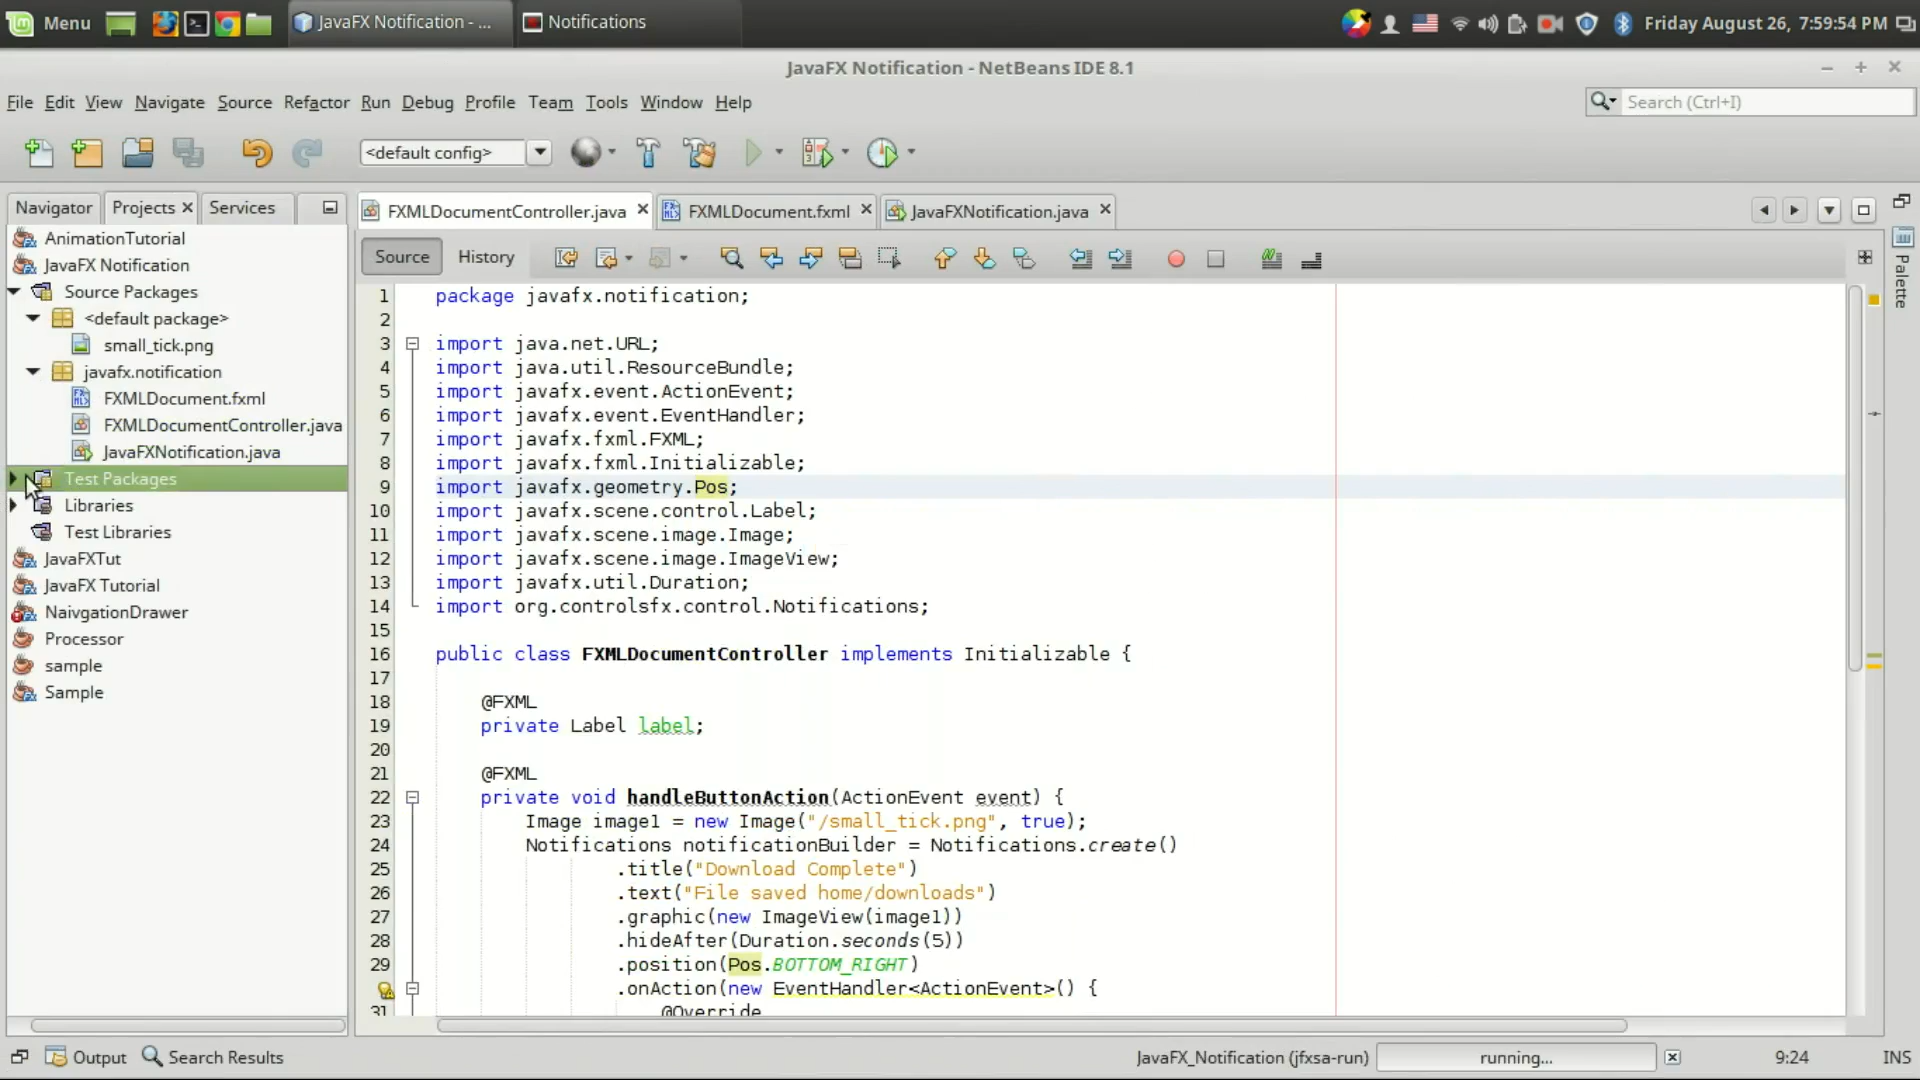 Menu
JavaFX Notification - ...
Notifications
Friday August 26, 7:59:54 PM
JavaFX Notification - NetBeans IDE 8.1
File Edit View Navigate Source Refactor Run Debug Profile Team Tools Window Help
Search (Ctrl+I)
<default config>
Navigator
Projects
Services
FXMLDocumentController.java
FXMLDocument.fxml
JavaFXNotification.java
Palette
Source
History
AnimationTutorial
JavaFX Notification
Source Packages
<default package>
small_tick.png
javafx.notification
FXMLDocument.fxml
FXMLDocumentController.java
JavaFXNotification.java
Test Packages
Libraries
Test Libraries
JavaFXTut
JavaFX Tutorial
NaivgationDrawer
Processor
sample
Sample
1 package javafx.notification;
2
3 import java.net.URL;
4 import java.util.ResourceBundle;
5 import javafx.event.ActionEvent;
6 import javafx.event.EventHandler;
7 import javafx.fxml.FXML;
8 import javafx.fxml.Initializable;
9 import javafx.geometry.Pos;
10 import javafx.scene.control.Label;
11 import javafx.scene.image.Image;
12 import javafx.scene.image.ImageView;
13 import javafx.util.Duration;
14 import org.controlsfx.control.Notifications;
15
16 public class FXMLDocumentController implements Initializable {
17
18 @FXML
19 private Label label;
20
21 @FXML
22 private void handleButtonAction(ActionEvent event) {
23 Image image1 = new Image("/small_tick.png", true);
24 Notifications notificationBuilder = Notifications.create()
25 .title("Download Complete")
26 .text("File saved home/downloads")
27 .graphic(new ImageView(image1))
28 .hideAfter(Duration.seconds(5))
29 .position(Pos.BOTTOM_RIGHT)
.onAction(new EventHandler<ActionEvent>() {
31 @Override
Output
Search Results
JavaFX_Notification (jfxsa-run)
running...
9:24
INS